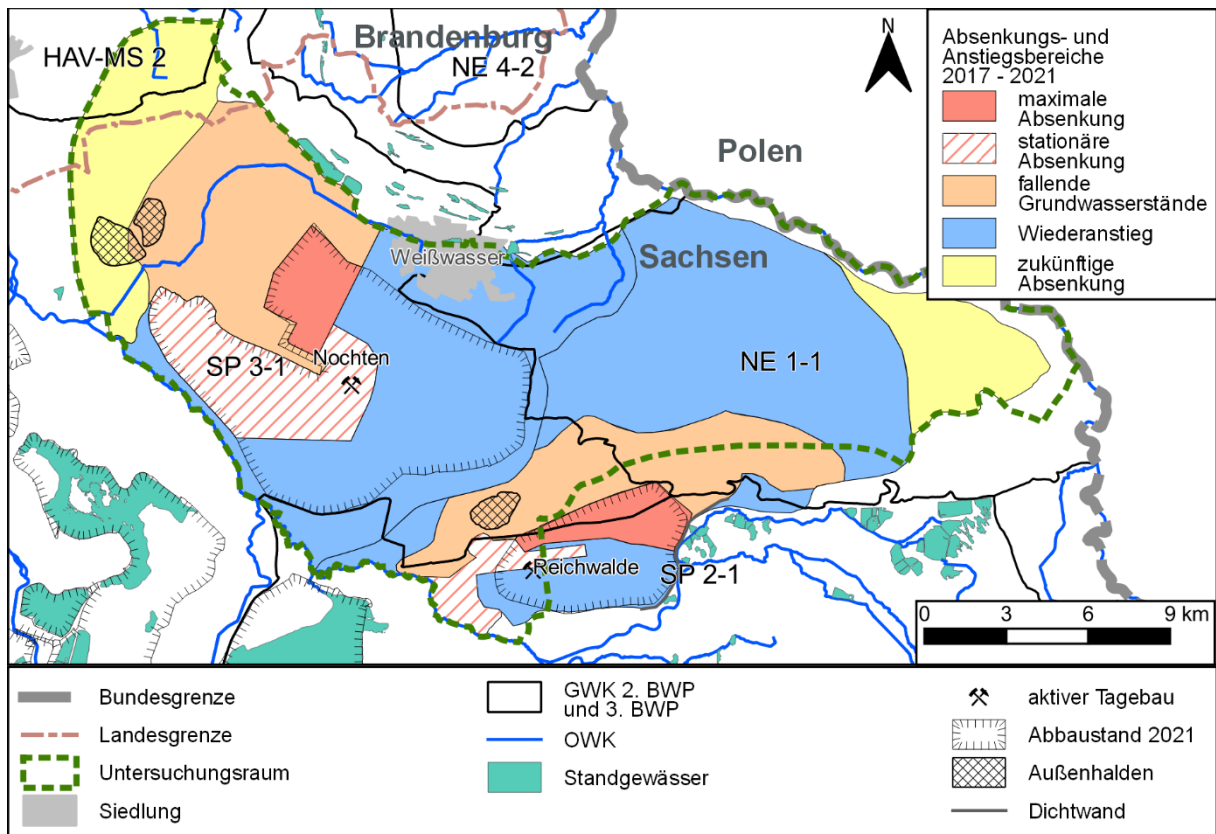 Brandenburg
HAV-MS 2
NE 4-2
N
Polen
Weißwasser
Sachsen
SP 3-1
Nochten
NE 1-1
Reichwalde
SP 2-1
Absenkungs- und
Anstiegsbereiche
2017 - 2021
maximale
Absenkung
stationäre
Absenkung
fallende
Grundwasserstände
Wiederanstieg
zukünftige
Absenkung
0 3 6 9 km
Bundesgrenze
Landesgrenze
Untersuchungsraum
Siedlung
GWK 2. BWP
und 3. BWP
OWK
Standgewässer
aktiver Tagebau
Abbaustand 2021
Außenhalden
Dichtwand